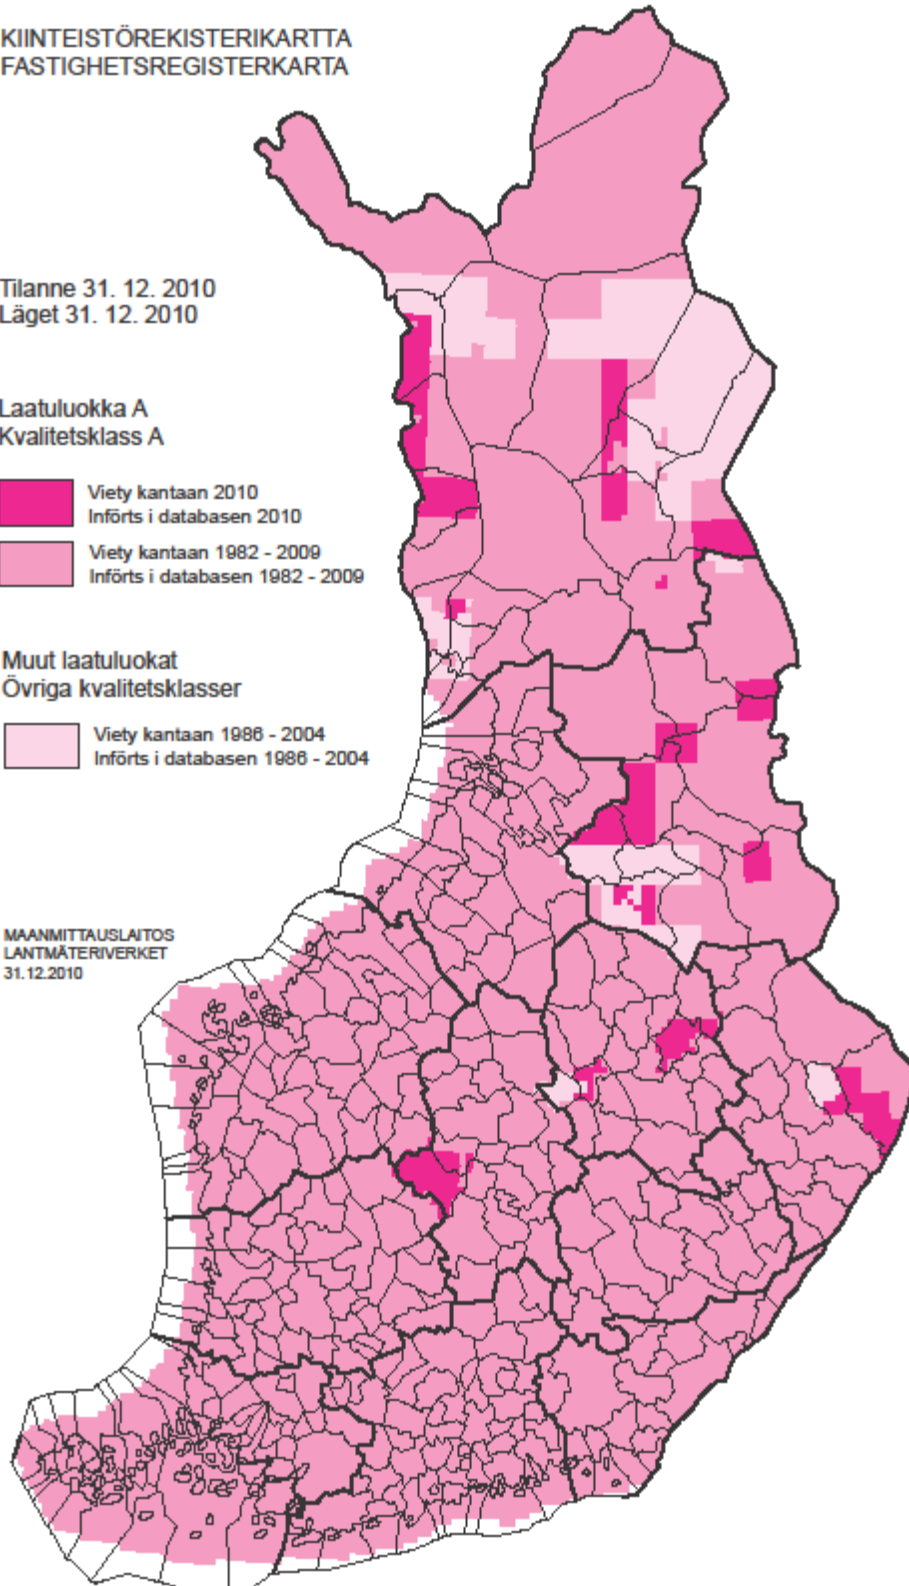 KIINTEISTÖREKISTERIKARTTA
FASTIGHETSREGISTERKARTA
Tilanne 31. 12. 2010
Läget 31. 12. 2010
Laatuluokka A
Kvalitetsklass A
Viety kantaan 2010
Införts i databasen 2010
Viety kantaan 1982 - 2009
Införts i databasen 1982 - 2009
Muut laatuluokat
Övriga kvalitetsklasser
Viety kantaan 1986 - 2004
Införts i databasen 1986 - 2004
MAANMITTAUSLAITOS
LANTMÄTERIVERKET
31.12.2010